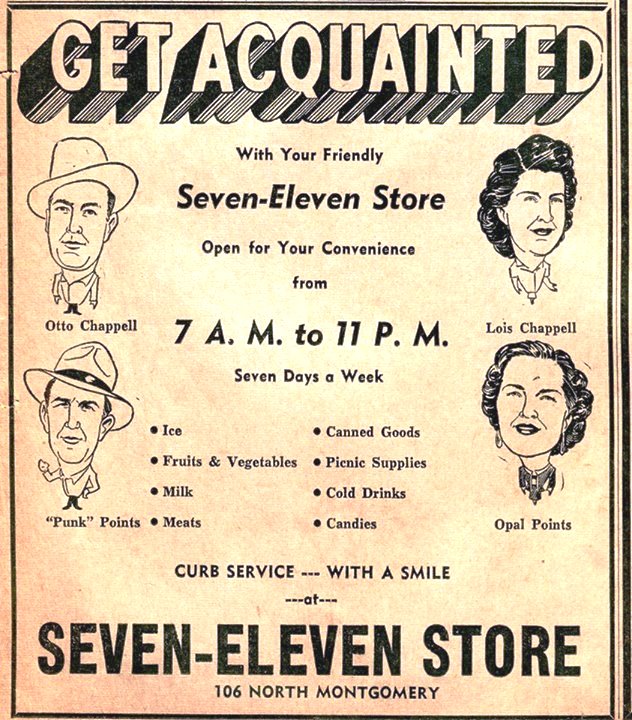 GET ACQUAINTED
With Your Friendly
Seven-Eleven Store
Open for Your Convenience
from
7 A. M. to 11 P. M.
Seven Days a Week
Otto Chappell
Lois Chappell
"Punk" Points
Opal Points
• Ice
• Fruits & Vegetables
• Milk
• Meats
• Canned Goods
• Picnic Supplies
• Cold Drinks
• Candies
CURB SERVICE --- WITH A SMILE
---at---
SEVEN-ELEVEN STORE
106 NORTH MONTGOMERY